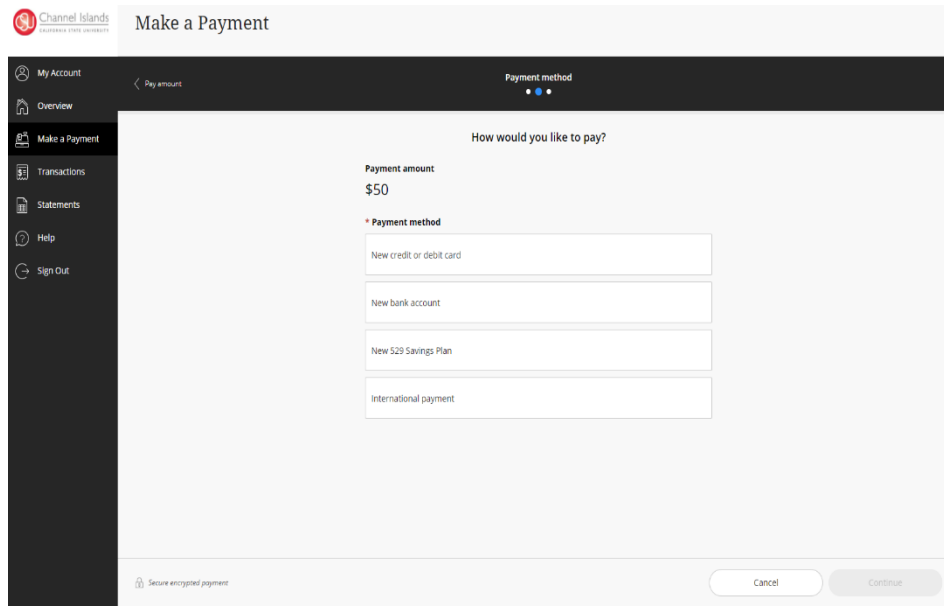 Channel Islands
CALIFORNIA STATE UNIVERSITY
Make a Payment
My Account
Overview
Make a Payment
Transactions
Statements
Help
Sign Out
Pay amount
Payment method
How would you like to pay?
Payment amount
$50
* Payment method
New credit or debit card
New bank account
New 529 Savings Plan
International payment
Secure encrypted payment
Cancel
Continue